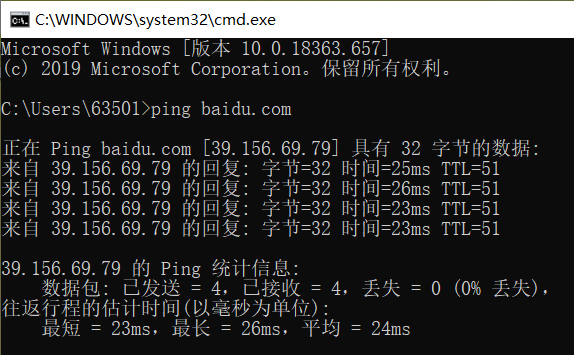 C:\WINDOWS\system32\cmd.exe
Microsoft Windows [版本 10.0.18363.657]
(c) 2019 Microsoft Corporation。保留所有权利。
C:\Users\63501>ping baidu.com
正在 Ping baidu.com [39.156.69.79] 具有 32 字节的数据:
来自 39.156.69.79 的回复: 字节=32 时间=25ms TTL=51
来自 39.156.69.79 的回复: 字节=32 时间=26ms TTL=51
来自 39.156.69.79 的回复: 字节=32 时间=23ms TTL=51
来自 39.156.69.79 的回复: 字节=32 时间=23ms TTL=51
39.156.69.79 的 Ping 统计信息:
数据包: 已发送 = 4，已接收 = 4，丢失 = 0 (0% 丢失)，
往返行程的估计时间(以毫秒为单位):
最短 = 23ms，最长 = 26ms，平均 = 24ms